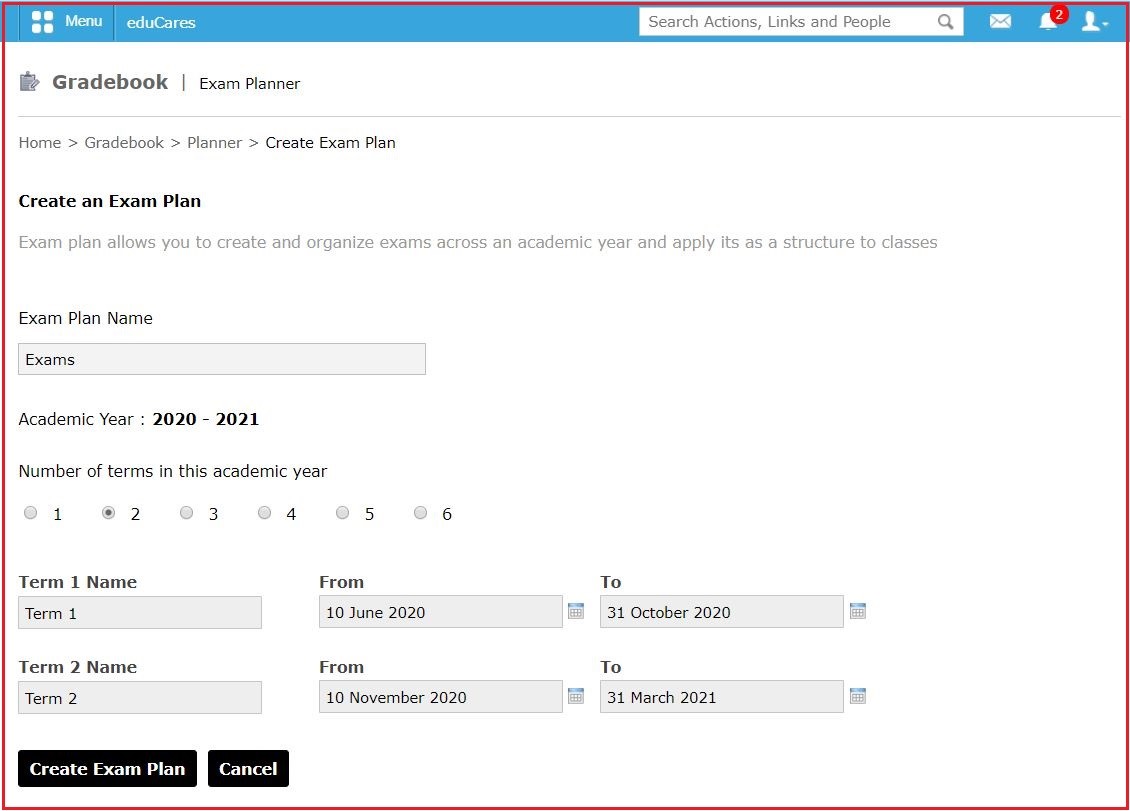 Menu eduCares Search Actions, Links and People 2
Gradebook | Exam Planner
Home > Gradebook > Planner > Create Exam Plan
Create an Exam Plan
Exam plan allows you to create and organize exams across an academic year and apply its as a structure to classes
Exam Plan Name
Exams
Academic Year : 2020 - 2021
Number of terms in this academic year
1 2 3 4 5 6
Term 1 Name From To
Term 1 10 June 2020 31 October 2020
Term 2 Name From To
Term 2 10 November 2020 31 March 2021
Create Exam Plan Cancel